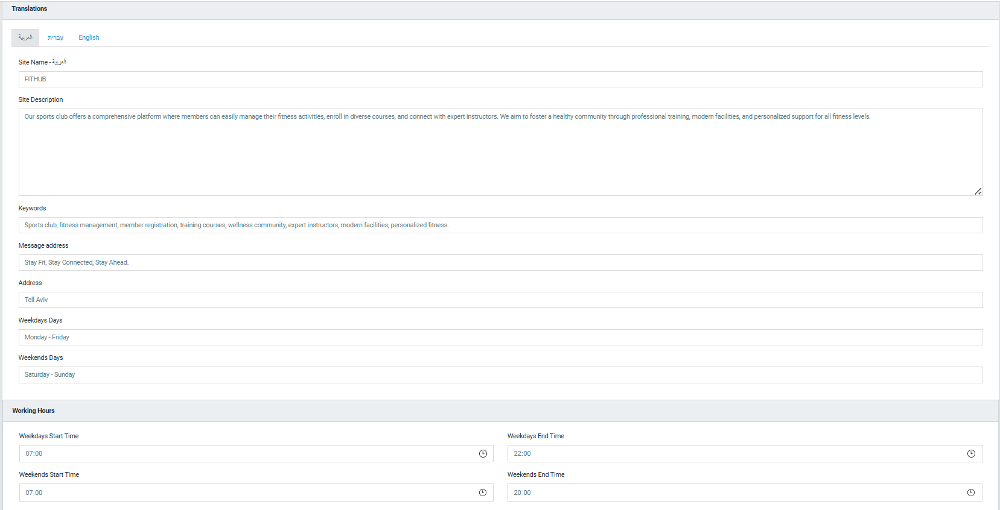 Translations
العربية עברית English
Site Name - العربية
FITHUB
Site Description
Our sports club offers a comprehensive platform where members can easily manage their fitness activities, enroll in diverse courses, and connect with expert instructors. We aim to foster a healthy community through professional training, modern facilities, and personalized support for all fitness levels.
Keywords
Sports club, fitness management, member registration, training courses, wellness community, expert instructors, modern facilities, personalized fitness.
Message address
Stay Fit, Stay Connected, Stay Ahead.
Address
Tell Aviv
Weekdays Days
Monday - Friday
Weekends Days
Saturday - Sunday
Working Hours
Weekdays Start Time Weekdays End Time
07:00 22:00
Weekends Start Time Weekends End Time
07:00 20:00